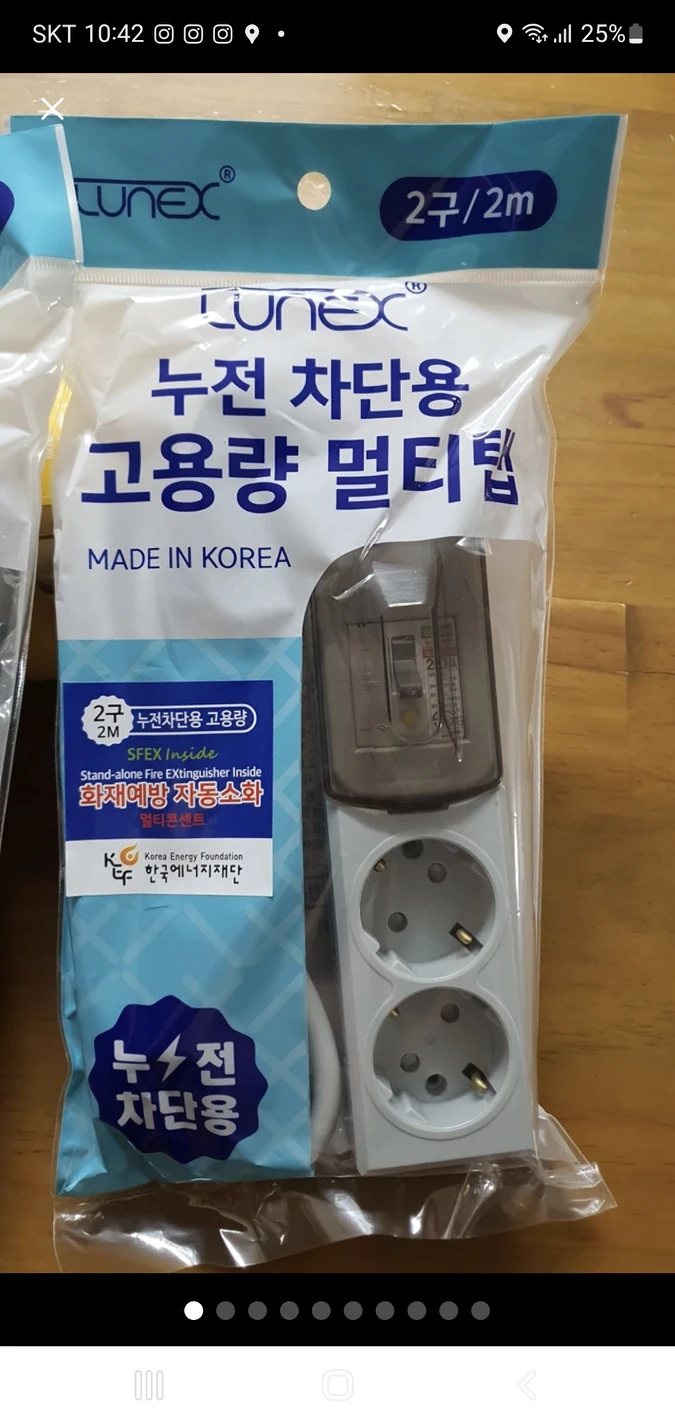 SKT 10:42
25%
LUNEX®
2구/2m
LUNEX®
누전 차단용
고용량 멀티탭
MADE IN KOREA
2구
2M
누전차단용 고용량
SFEX Inside
Stand-alone Fire EXtinguisher Inside
화재예방 자동소화
멀티콘센트
Korea Energy Foundation
한국에너지재단
누전
차단용